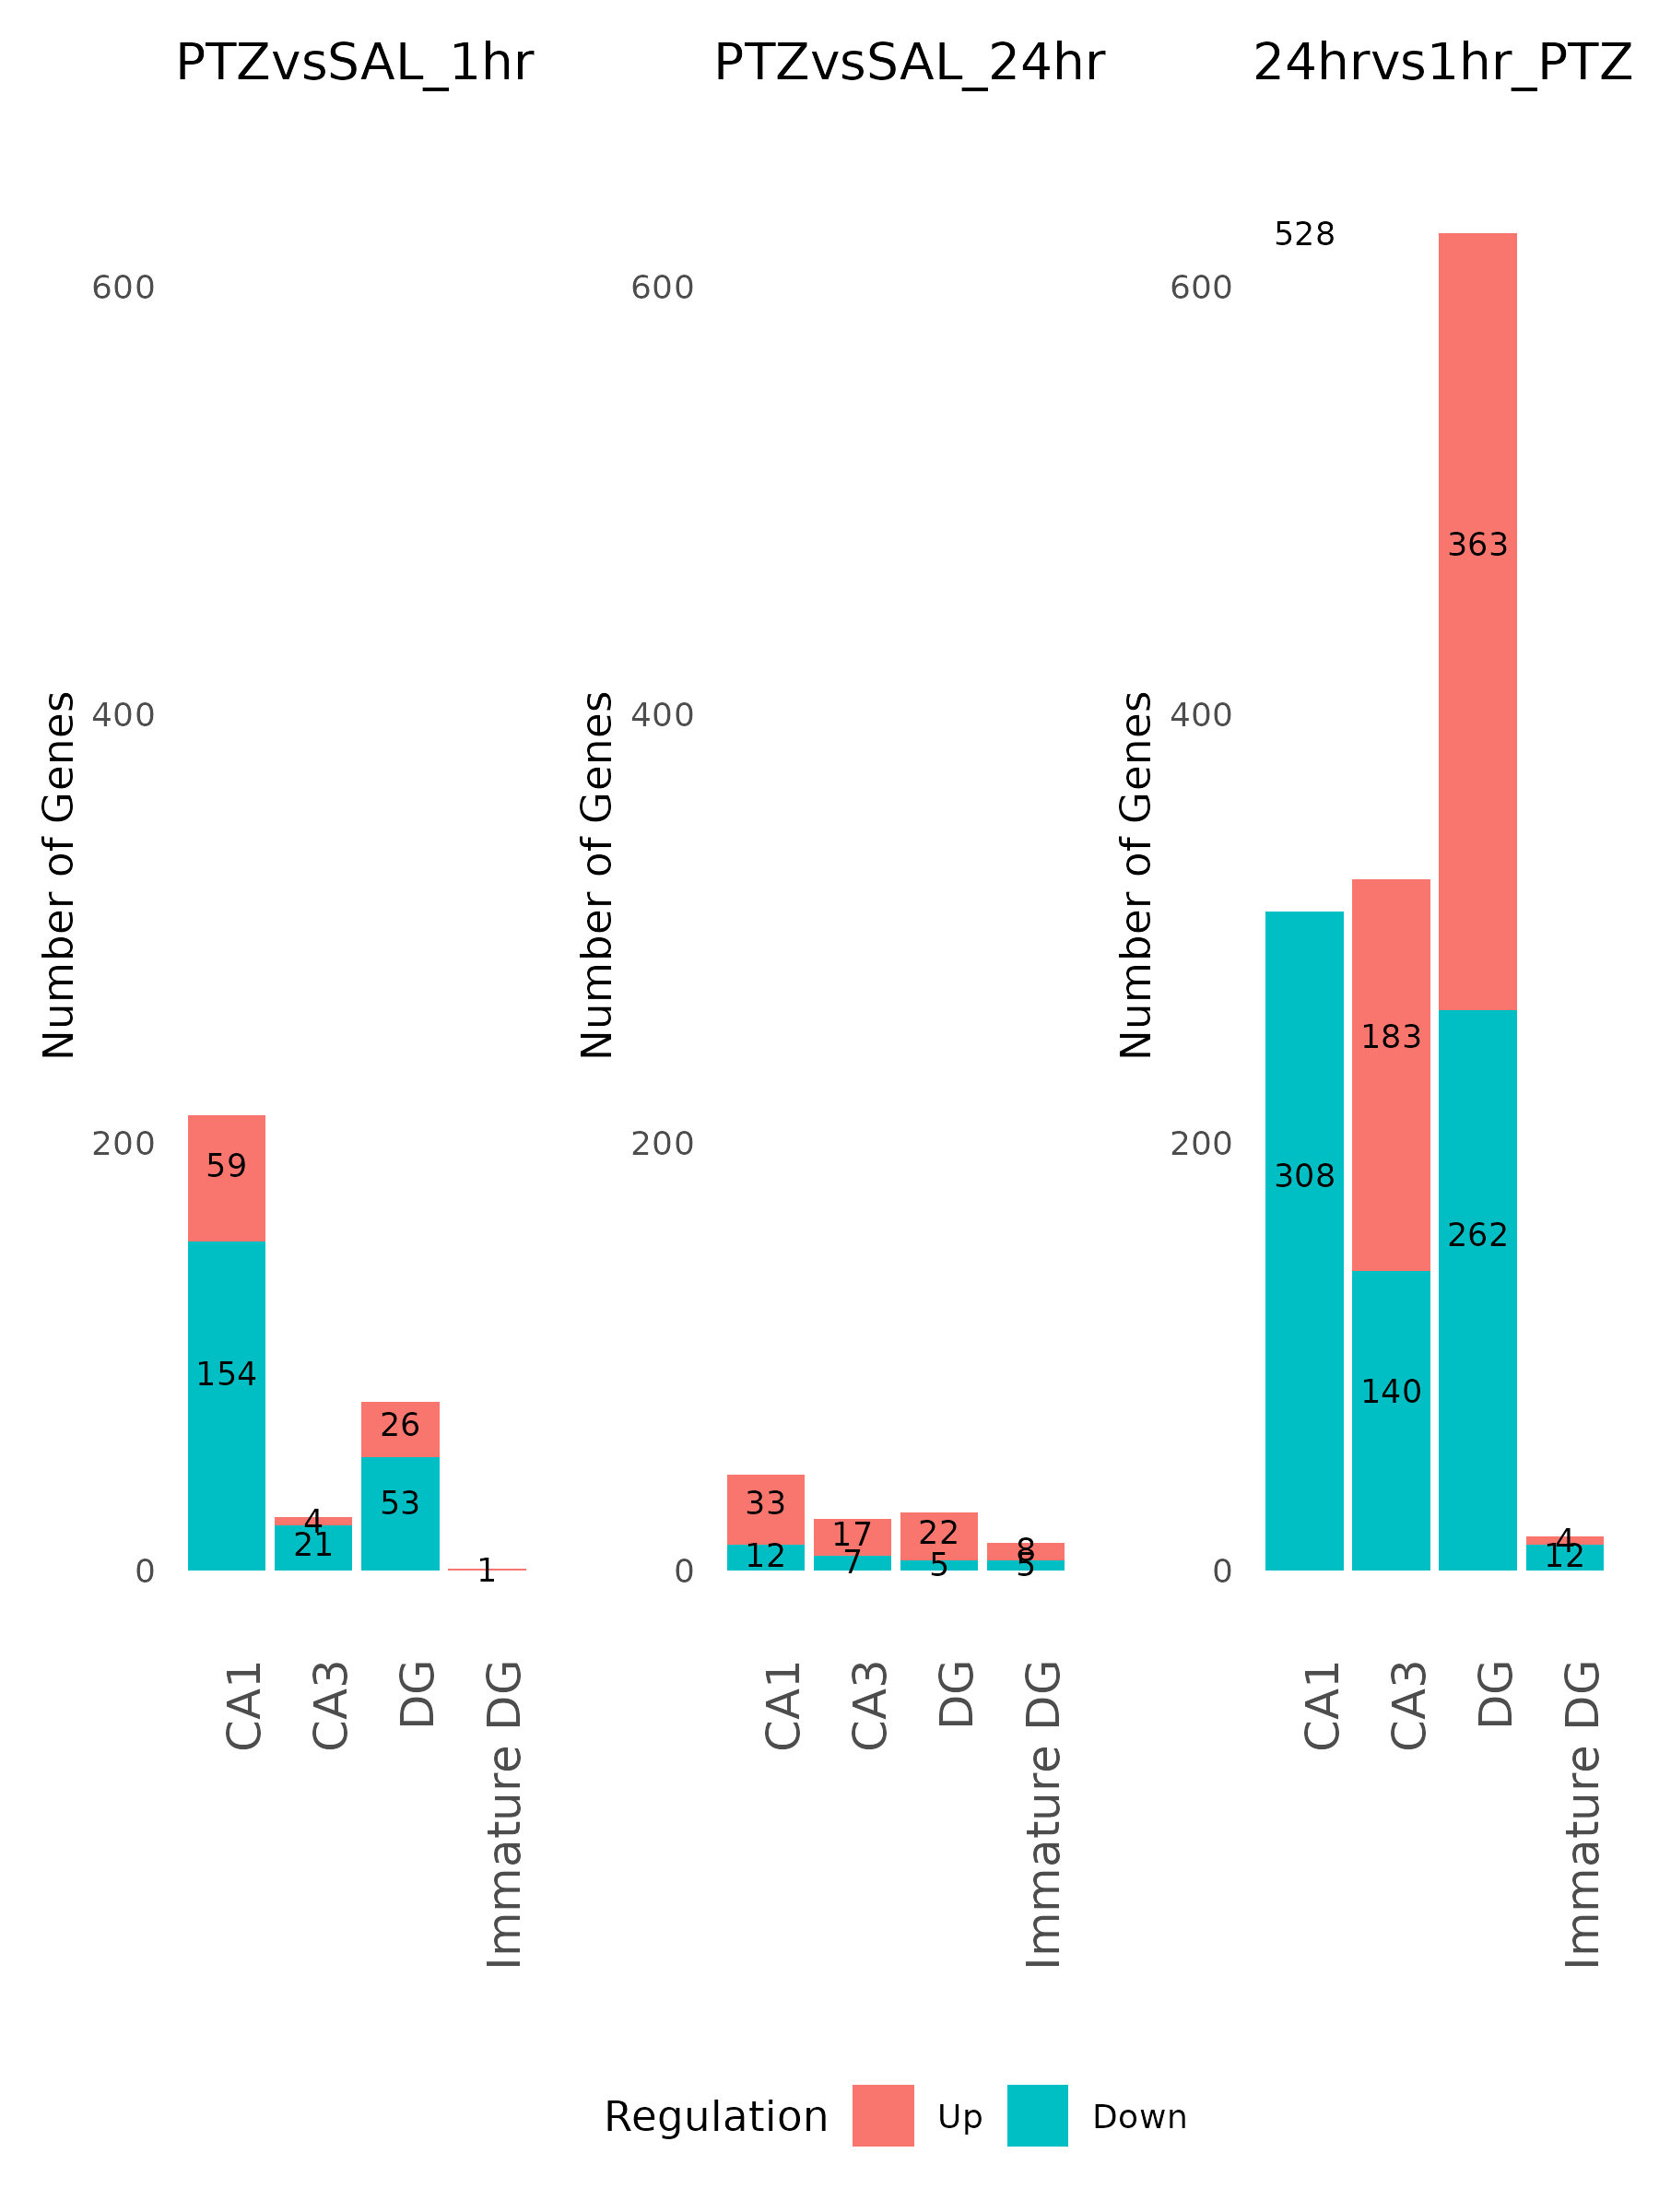 PTZvsSAL_1hr
PTZvsSAL_24hr
24hrvs1hr_PTZ
Number of Genes
600
400
200
0
59
154
4
21
26
53
1
CA1
CA3
DG
Immature DG
Number of Genes
600
400
200
0
33
12
17
7
22
5
8
5
CA1
CA3
DG
Immature DG
Number of Genes
600
400
200
0
528
308
183
140
363
262
4
12
CA1
CA3
DG
Immature DG
Regulation
Up
Down